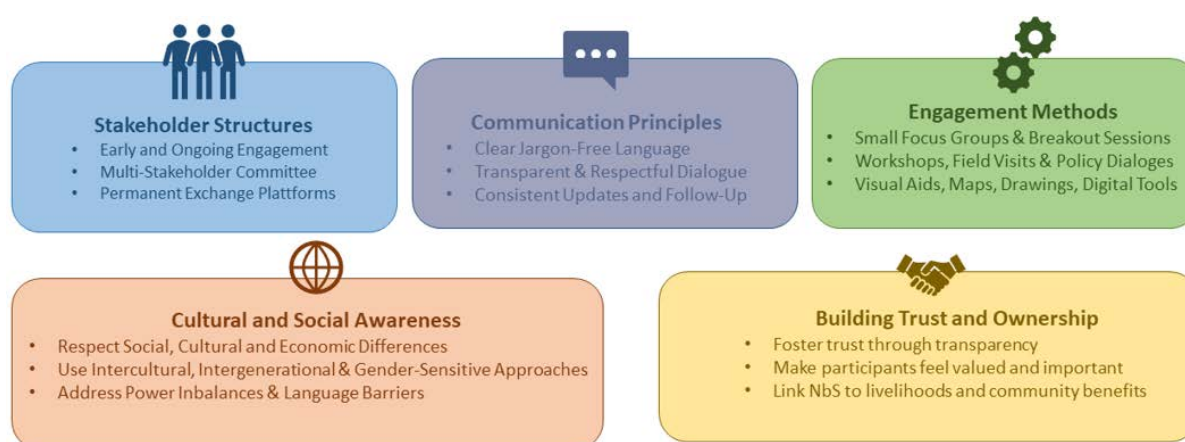 Stakeholder Structures
• Early and Ongoing Engagement
• Multi-Stakeholder Committee
• Permanent Exchange Plattforms
Communication Principles
• Clear Jargon-Free Language
• Transparent & Respectful Dialogue
• Consistent Updates and Follow-Up
Engagement Methods
• Small Focus Groups & Breakout Sessions
• Workshops, Field Visits & Policy Dialoges
• Visual Aids, Maps, Drawings, Digital Tools
Cultural and Social Awareness
• Respect Social, Cultural and Economic Differences
• Use Intercultural, Intergenerational & Gender-Sensitive Approaches
• Address Power Inbalances & Language Barriers
Building Trust and Ownership
• Foster trust through transparency
• Make participants feel valued and important
• Link NbS to livelihoods and community benefits